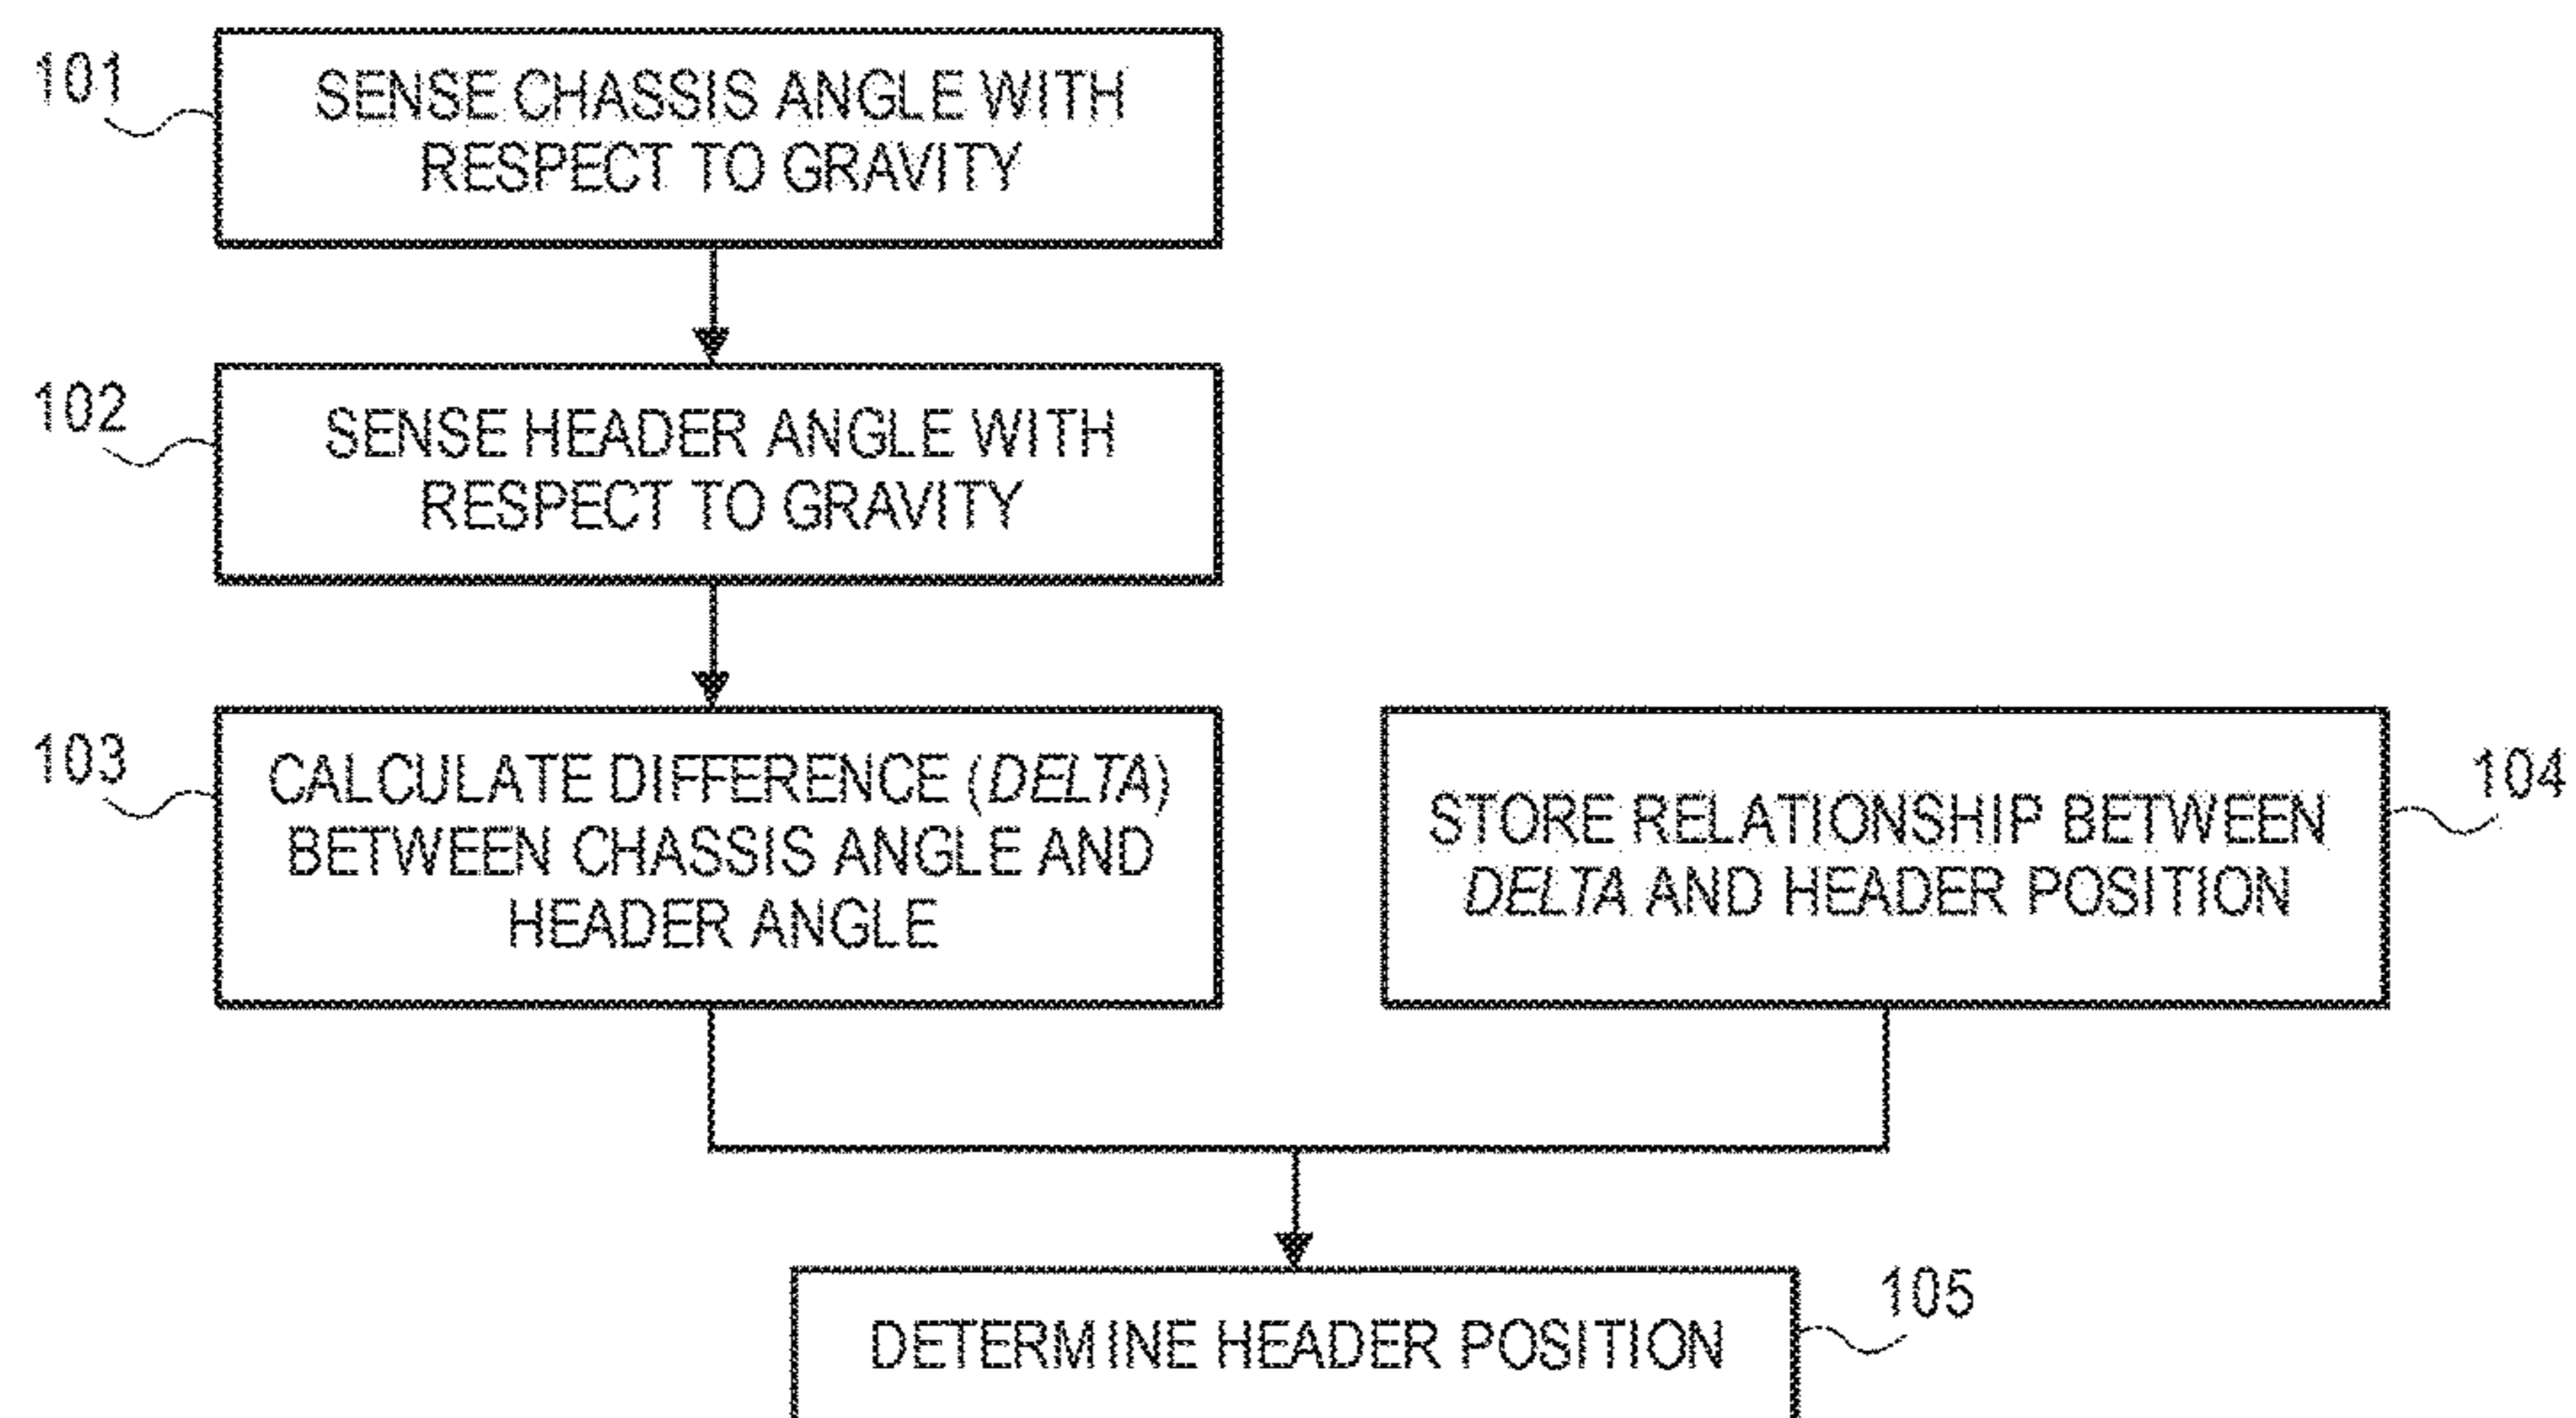 101
SENSE CHASSIS ANGLE WITH
RESPECT TO GRAVITY
102
SENSE HEADER ANGLE WITH
RESPECT TO GRAVITY
103
CALCULATE DIFFERENCE (DELTA)
BETWEEN CHASSIS ANGLE AND
HEADER ANGLE
104
STORE RELATIONSHIP BETWEEN
DELTA AND HEADER POSITION
105
DETERMINE HEADER POSITION